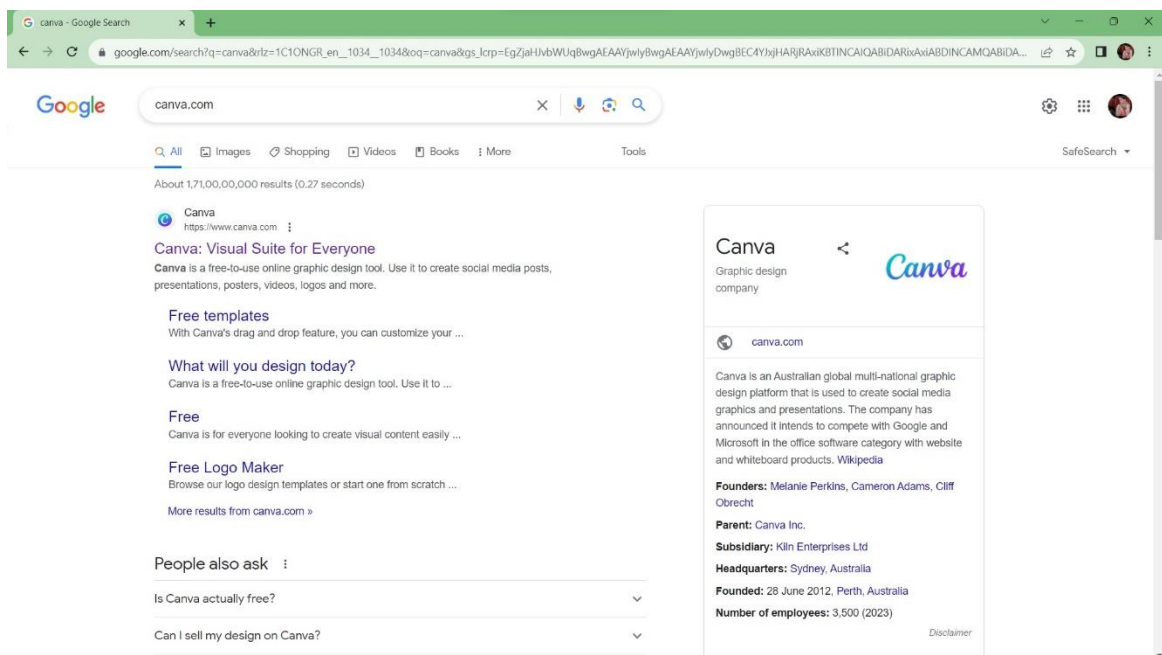 canva - Google Search
google.com/search?q=canva&rlz=1C1ONGR_en__1034__1034&oq=canva&gs_lcrp=
Google
canva.com
All Images Shopping Videos Books More Tools SafeSearch
About 1,71,00,00,000 results (0.27 seconds)
Canva
https://www.canva.com
Canva: Visual Suite for Everyone
Canva is a free-to-use online graphic design tool. Use it to create social media posts,
presentations, posters, videos, logos and more.
Free templates
With Canva's drag and drop feature, you can customize your ...
What will you design today?
Canva is a free-to-use online graphic design tool. Use it to ...
Free
Canva is for everyone looking to create visual content easily ...
Free Logo Maker
Browse our logo design templates or start one from scratch ...
More results from canva.com »
People also ask
Is Canva actually free?
Can I sell my design on Canva?
Canva
Graphic design
company
Canva
canva.com
Canva is an Australian global multi-national graphic
design platform that is used to create social media
graphics and presentations. The company has
announced it intends to compete with Google and
Microsoft in the office software category with website
and whiteboard products. Wikipedia
Founders: Melanie Perkins, Cameron Adams, Cliff
Obrecht
Parent: Canva Inc.
Subsidiary: Kiln Enterprises Ltd
Headquarters: Sydney, Australia
Founded: 28 June 2012, Perth, Australia
Number of employees: 3,500 (2023)
Disclaimer